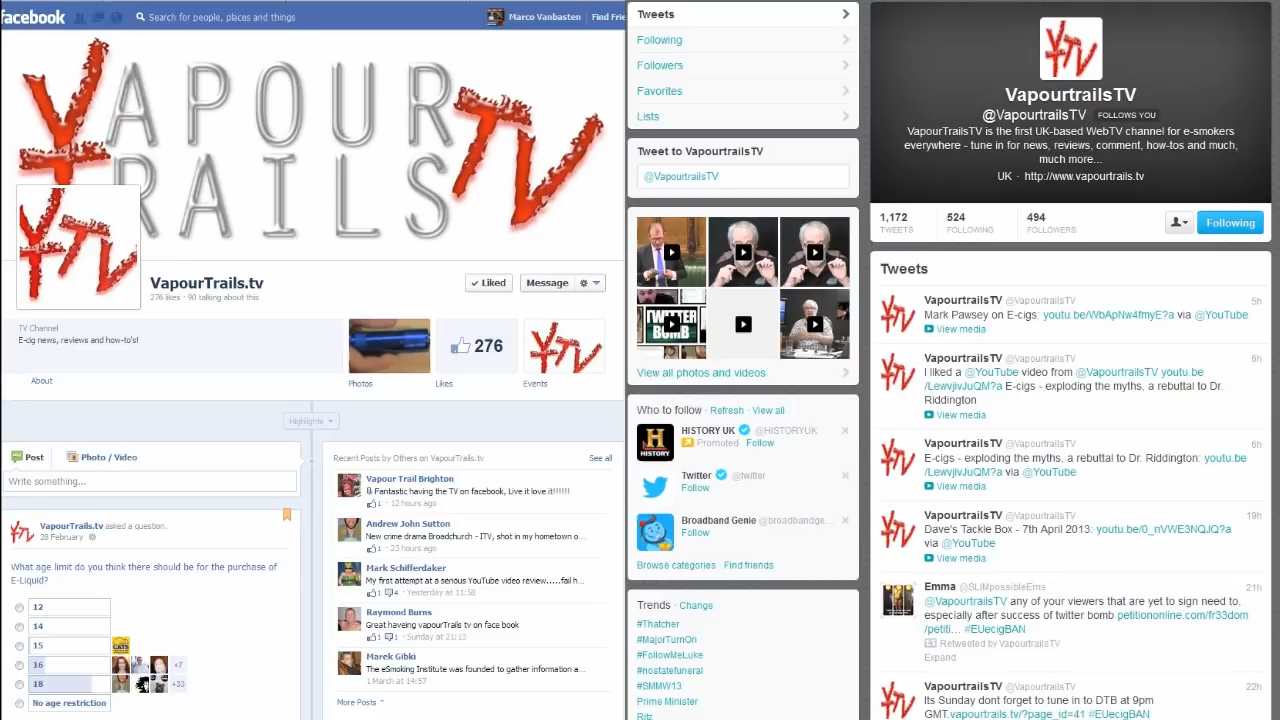 facebook
Search for people, places and things
Marco Vanbasten
Find Frie
VAPOUR TV
TRAILS
YTV
VapourTrails.tv
276 likes · 90 talking about this
Liked
Message
TV Channel
E-cig news, reviews and how-to's!
About
276
Photos
Likes
Events
Highlights
Post
Photo / Video
Write something...
VapourTrails.tv asked a question.
28 February
What age limit do you think there should be for the purchase of
E-Liquid?
12
14
15
16
+7
18
+33
No age restriction
Recent Posts by Others on VapourTrails.tv
See all
Vapour Trail Brighton
Fantastic having the TV on facebook, Live it love it!!!!!!
1 · 12 hours ago
Andrew John Sutton
New crime drama Broadchurch - ITV, shot in my hometown o...
1 · 23 hours ago
Mark Schifferdaker
My first attempt at a serious YouTube video review.....fail h...
1 4 · Yesterday at 11:58
Raymond Burns
Great haveing vapourTrails tv on face book
1 1 · Sunday at 21:13
Marek Gibki
The eSmoking Institute was founded to gather information a...
1 March at 14:57
More Posts
Tweets
Following
Followers
Favorites
Lists
Tweet to VapourtrailsTV
@VapourtrailsTV
TWITTER
BOMB
View all photos and videos
Who to follow · Refresh · View all
HISTORY UK @HISTORYUK
Promoted Follow
H
HISTORY
Twitter @twitter
Follow
Broadband Genie @broadbandge...
Follow
Browse categories Find friends
Trends · Change
#Thatcher
#MajorTurnOn
#FollowMeLuke
#nostatefuneral
#SMMW13
Prime Minister
Ritz
YTV
VapourtrailsTV
@VapourtrailsTV FOLLOWS YOU
VapourTrailsTV is the first UK-based WebTV channel for e-smokers
everywhere - tune in for news, reviews, comment, how-tos and much,
much more...
UK · http://www.vapourtrails.tv
1,172
TWEETS
524
FOLLOWING
494
FOLLOWERS
Following
Tweets
VapourtrailsTV @VapourtrailsTV 5h
Mark Pawsey on E-cigs: youtu.be/WbApNw4fmyE?a via @YouTube
View media
VapourtrailsTV @VapourtrailsTV 6h
I liked a @YouTube video from @VapourtrailsTV youtu.be
/LewvjivJuQM?a E-cigs - exploding the myths, a rebuttal to Dr.
Riddington
View media
VapourtrailsTV @VapourtrailsTV 6h
E-cigs - exploding the myths, a rebuttal to Dr. Riddington: youtu.be
/LewvjivJuQM?a via @YouTube
View media
VapourtrailsTV @VapourtrailsTV 19h
Dave's Tackle Box - 7th April 2013: youtu.be/0_nVWE3NQJQ?a
via @YouTube
View media
Emma @SLIMpossibleEms 21h
@VapourtrailsTV any of your viewers that are yet to sign need to,
especially after success of twitter bomb petitiononline.com/fr33dom
/petiti... #EUecigBAN
Retweeted by VapourtrailsTV
Expand
VapourtrailsTV @VapourtrailsTV 22h
Its Sunday dont forget to tune in to DTB at 9pm
GMT.vapourtrails.tv/?page_id=41 #EUecigBAN